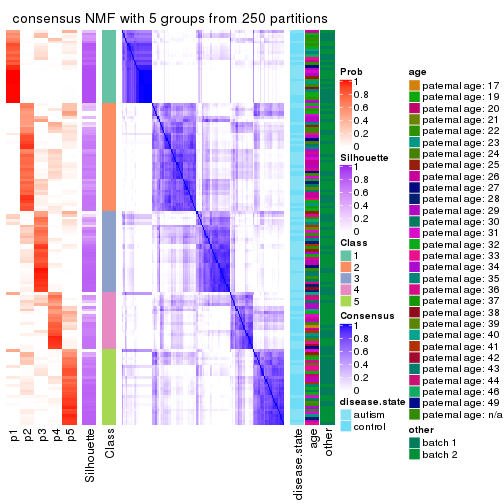 consensus NMF with 5 groups from 250 partitions
Prob
1
0.8
0.6
0.4
0.2
0
Silhouette
1
0.8
0.6
0.4
0.2
0
Class
1
2
3
4
5
Consensus
1
0.8
0.6
0.4
0.2
0
disease.state
autism
control
age
paternal age: 17
paternal age: 19
paternal age: 20
paternal age: 21
paternal age: 22
paternal age: 23
paternal age: 24
paternal age: 25
paternal age: 26
paternal age: 27
paternal age: 28
paternal age: 29
paternal age: 30
paternal age: 31
paternal age: 32
paternal age: 33
paternal age: 34
paternal age: 35
paternal age: 36
paternal age: 37
paternal age: 38
paternal age: 39
paternal age: 40
paternal age: 41
paternal age: 42
paternal age: 43
paternal age: 44
paternal age: 46
paternal age: 49
paternal age: n/a
other
batch 1
batch 2
p1
p2
p3
p4
p5
Silhouette
Class
disease.state
age
other